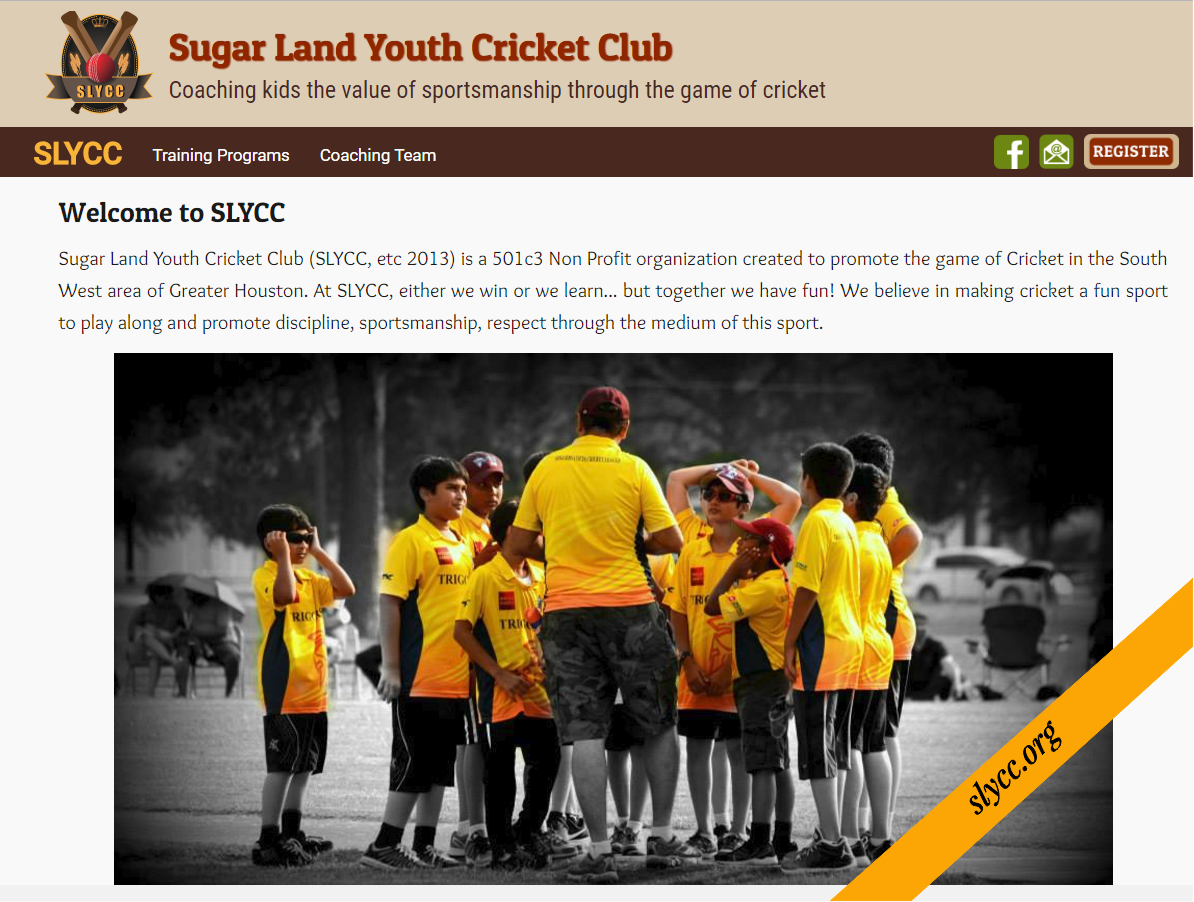 SLYCC
Sugar Land Youth Cricket Club
Coaching kids the value of sportsmanship through the game of cricket
SLYCC Training Programs Coaching Team REGISTER
Welcome to SLYCC
Sugar Land Youth Cricket Club (SLYCC, etc 2013) is a 501c3 Non Profit organization created to promote the game of Cricket in the South
West area of Greater Houston. At SLYCC, either we win or we learn... but together we have fun! We believe in making cricket a fun sport
to play along and promote discipline, sportsmanship, respect through the medium of this sport.
slycc.org